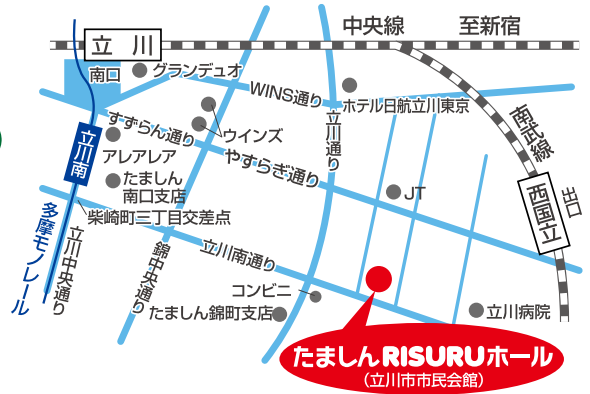 中央線
至新宿
立川
南口
グランデュオ
WINS通り
ホテル日航立川東京
南武線
すずらん通り
ウインズ
立川通り
立川南
アレアレア
やすらぎ通り
たましん
南口支店
JT
西国立
出口
柴崎町三丁目交差点
多摩モノレール
立川中央通り
錦中央通り
立川南通り
コンビニ
たましん錦町支店
立川病院
たましんRISURUホール
(立川市市民会館)